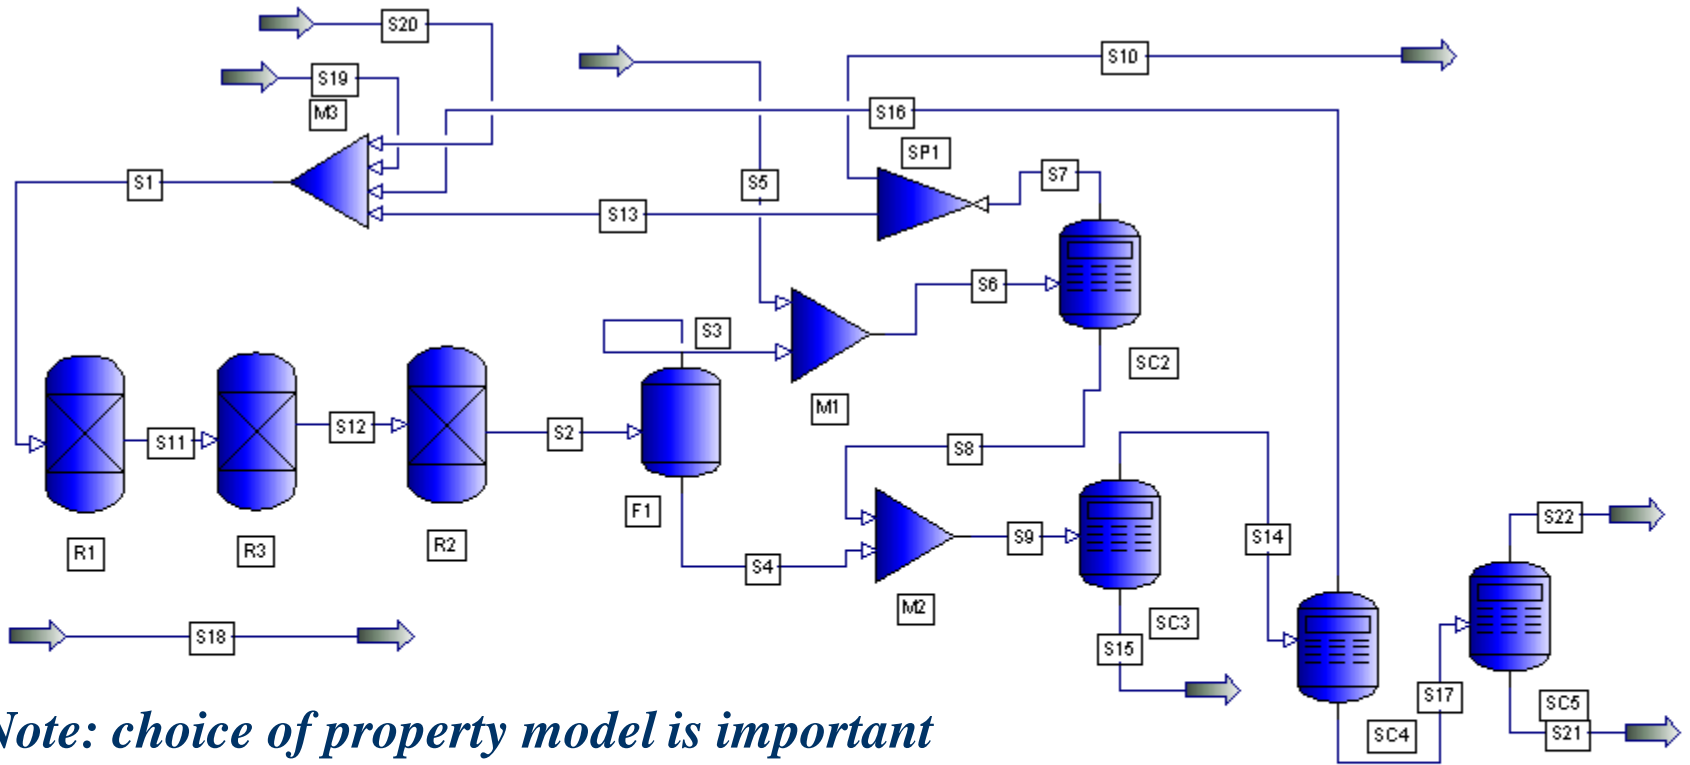 S20
S19
M3
S10
S16
SP1
S7
S1
S5
S13
S6
S3
SC2
M1
S11
S12
S2
S8
F1
S9
S14
S22
R1
R3
R2
S4
M2
SC3
S18
S15
S17
SC5
SC4
S21
Note: choice of property model is important